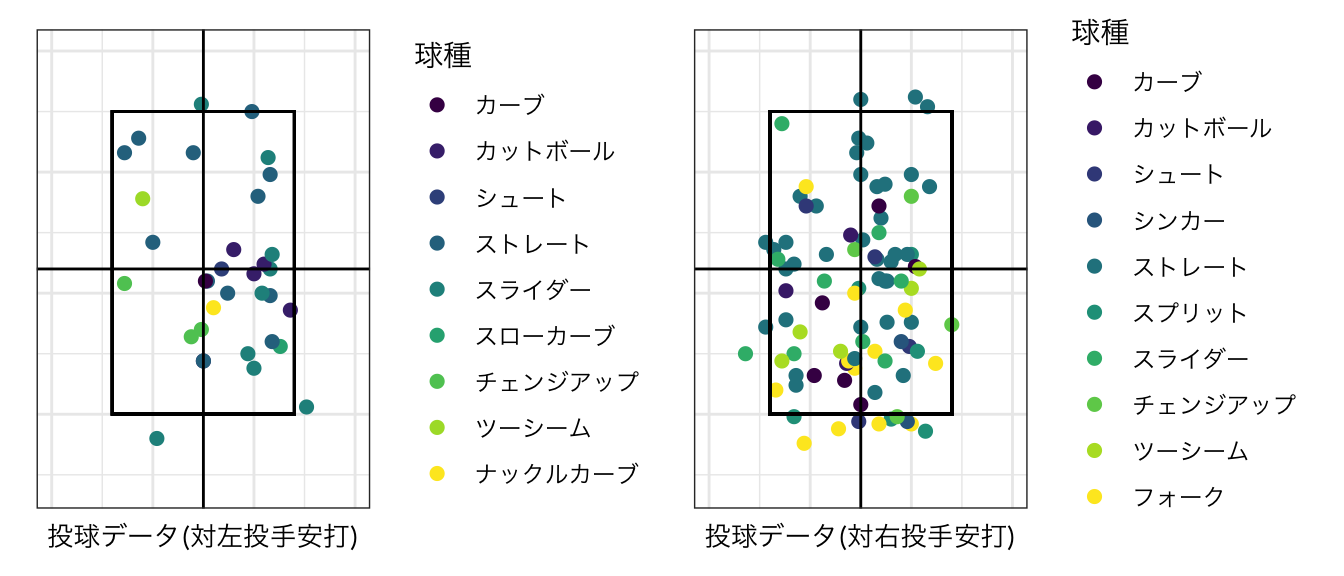 球種
カーブ
カットボール
シュート
ストレート
スライダー
スローカーブ
チェンジアップ
ツーシーム
ナックルカーブ
投球データ(対左投手安打)
球種
カーブ
カットボール
シュート
シンカー
ストレート
スプリット
スライダー
チェンジアップ
ツーシーム
フォーク
投球データ(対右投手安打)